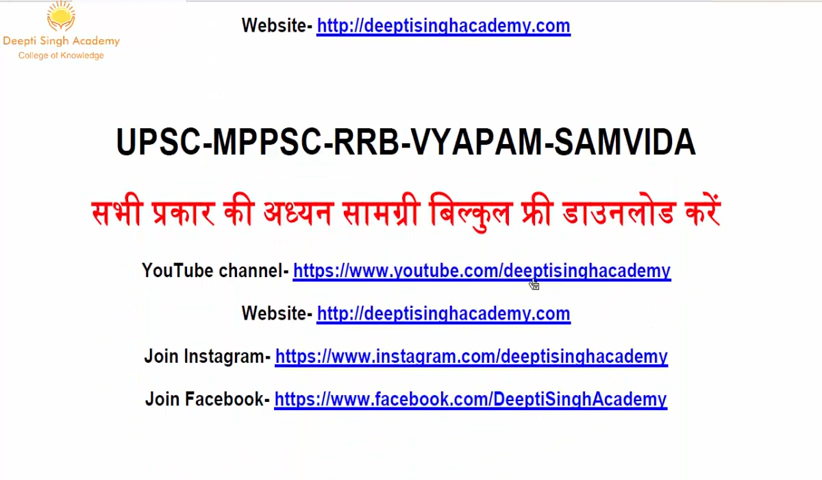 Website- http://deeptisinghacademy.com
Deepti Singh Academy
College of Knowledge
UPSC-MPPSC-RRB-VYAPAM-SAMVIDA
सभी प्रकार की अध्यन सामग्री बिल्कुल फ्री डाउनलोड करें
YouTube channel- https://www.youtube.com/deeptisinghacademy
Website- http://deeptisinghacademy.com
Join Instagram- https://www.instagram.com/deeptisinghacademy
Join Facebook- https://www.facebook.com/DeeptiSinghAcademy